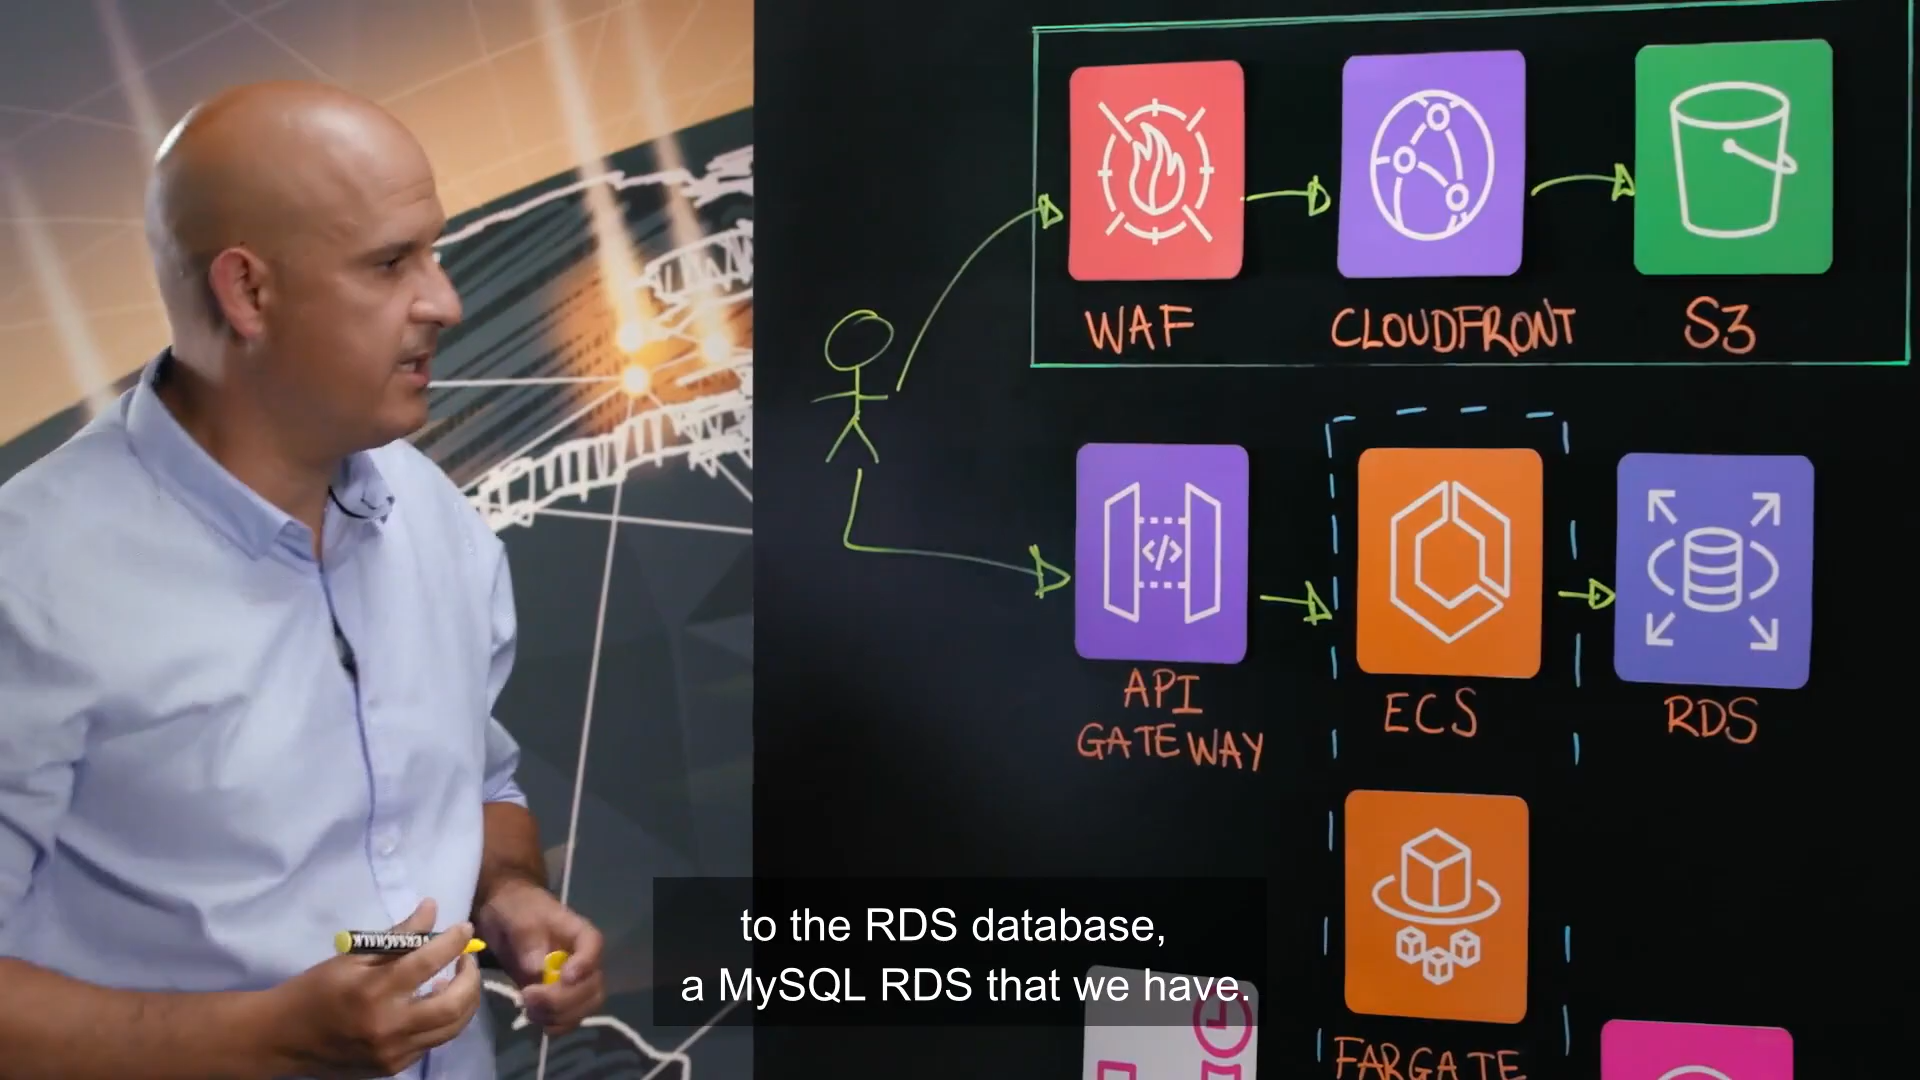 WAF
CLOUDFRONT
S3
</>
API
GATEWAY
ECS
RDS
FARGATE
to the RDS database,
a MySQL RDS that we have.